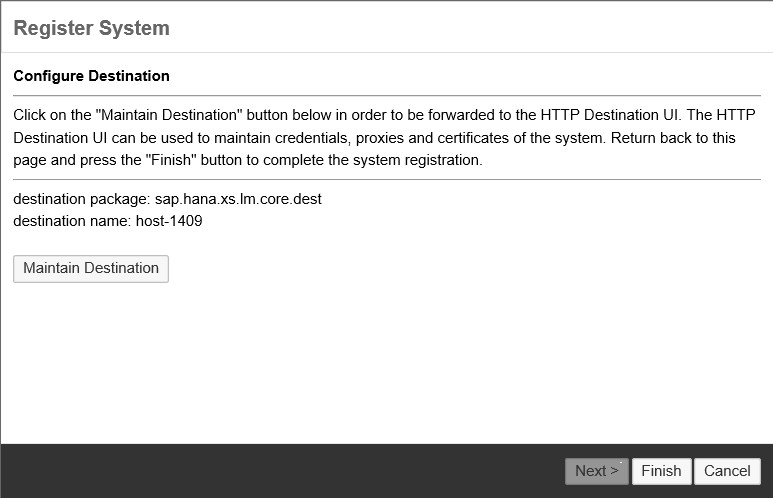 Register System
Configure Destination
Click on the "Maintain Destination" button below in order to be forwarded to the HTTP Destination UI. The HTTP
Destination UI can be used to maintain credentials, proxies and certificates of the system. Return back to this
page and press the "Finish" button to complete the system registration.
destination package: sap.hana.xs.lm.core.dest
destination name: host-1409
Maintain Destination
Next > Finish Cancel